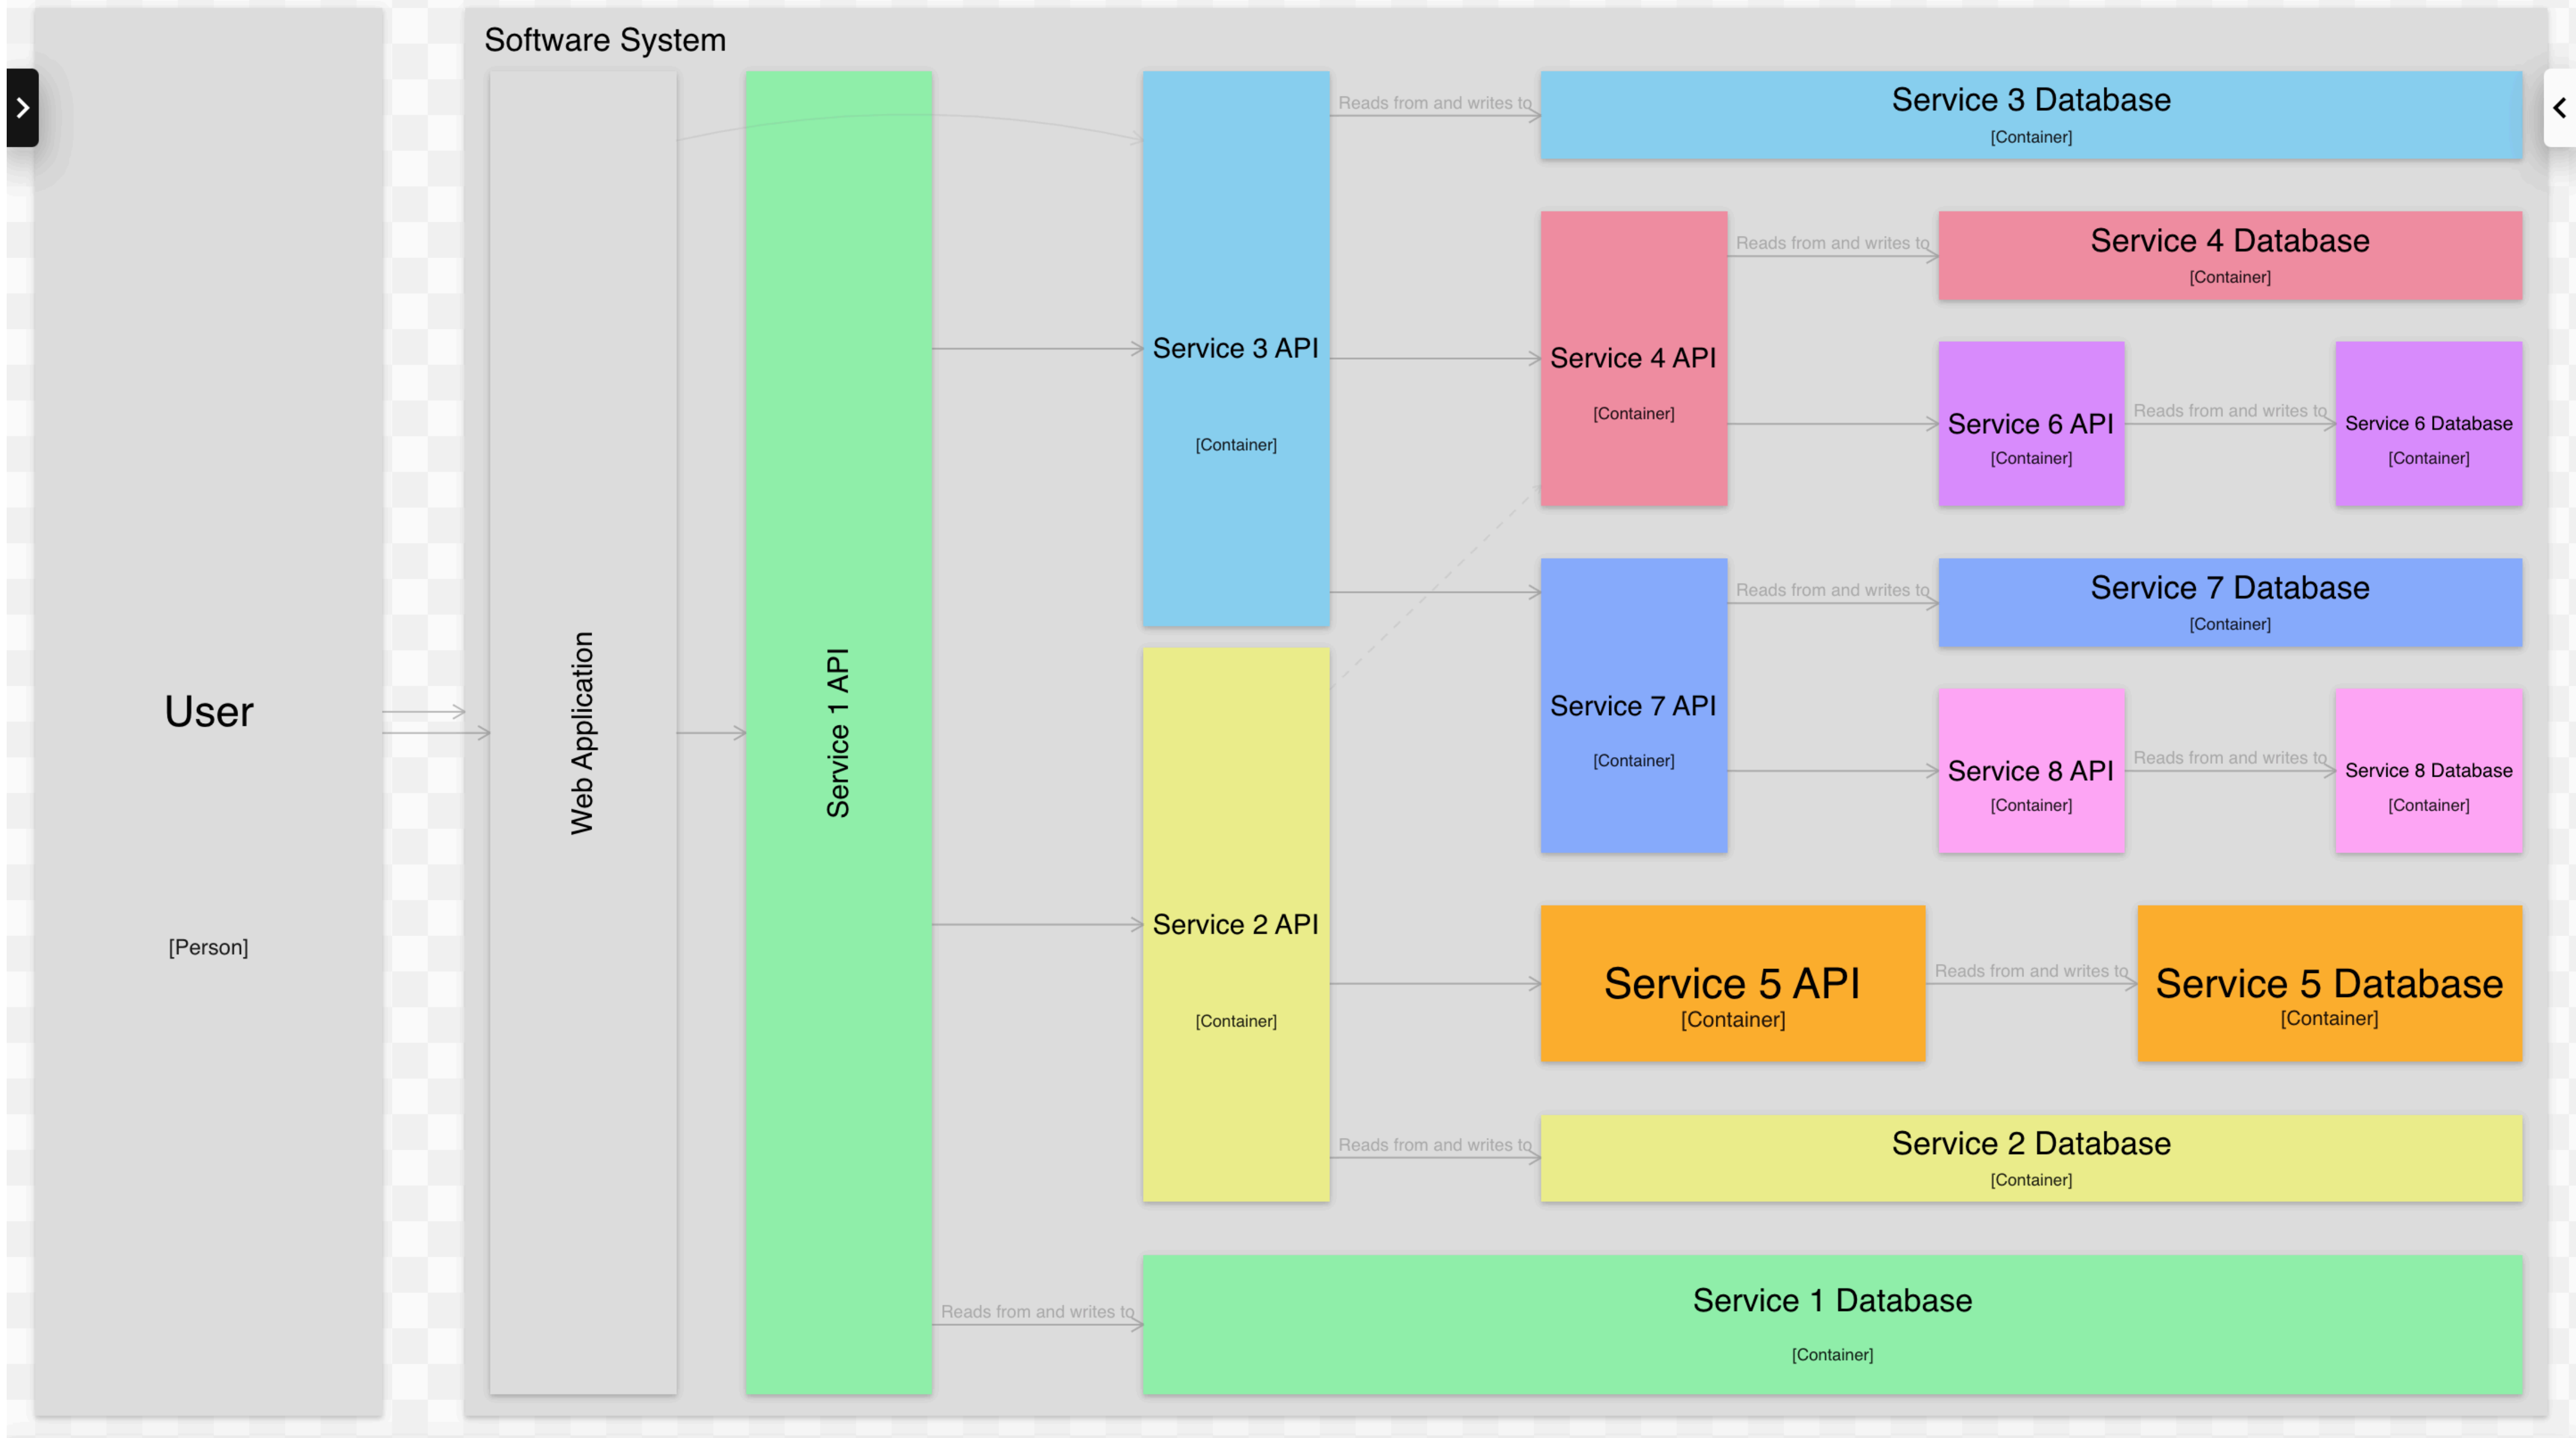 Software System
User
[Person]
Web Application
Service 1 API
Service 3 API
[Container]
Reads from and writes to
Service 3 Database
[Container]
Service 4 API
[Container]
Reads from and writes to
Service 4 Database
[Container]
Service 6 API
[Container]
Reads from and writes to
Service 6 Database
[Container]
Service 7 API
[Container]
Reads from and writes to
Service 7 Database
[Container]
Service 8 API
[Container]
Reads from and writes to
Service 8 Database
[Container]
Service 2 API
[Container]
Service 5 API
[Container]
Reads from and writes to
Service 5 Database
[Container]
Reads from and writes to
Service 2 Database
[Container]
Reads from and writes to
Service 1 Database
[Container]